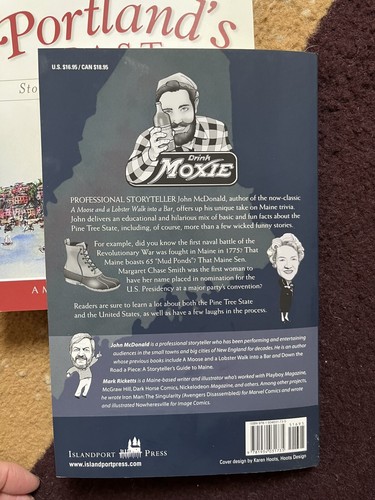 Portland's
U.S. $16.95 / CAN $18.95
Drink
MOXIE
PROFESSIONAL STORYTELLER John McDonald, author of the now-classic
A Moose and a Lobster Walk into a Bar, offers up his unique take on Maine trivia.
John delivers an educational and hilarious mix of basic and fun facts about the
Pine Tree State, including, of course, more than a few wicked funny stories.
For example, did you know the first naval battle of the
Revolutionary War was fought in Maine in 1775? That
Maine boasts 65 "Mud Ponds"? That Maine Sen.
Margaret Chase Smith was the first woman to
have her name placed in nomination for the
U.S. Presidency at a major party's convention?
Readers are sure to learn a lot about both the Pine Tree State
and the United States, as well as have a few laughs in the process.
John McDonald is a professional storyteller who has been performing and entertaining
audiences in the small towns and big cities of New England for decades. He is an author
whose previous books include A Moose and a Lobster Walk into a Bar and Down the
Road a Piece: A Storyteller's Guide to Maine.
Mark Ricketts is a Maine-based writer and illustrator who's worked with Playboy Magazine,
McGraw Hill, Dark Horse Comics, Nickelodeon Magazine, and others. Among other projects,
he wrote Iron Man: The Singularity (Avengers Disassembled) for Marvel Comics and wrote
and illustrated Nowheresville for Image Comics.
ISLANDPORT PRESS
www.islandportpress.com
Cover design by Karen Hoots, Hoots Design